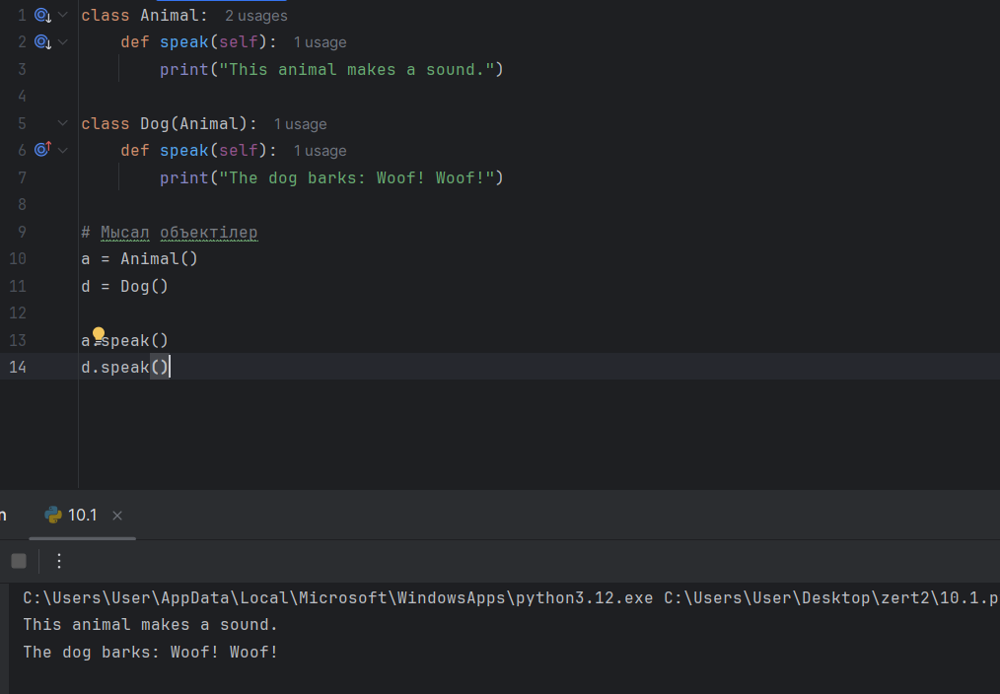 1 class Animal: 2 usages
2     def speak(self): 1 usage
3         print("This animal makes a sound.")
4
5 class Dog(Animal): 1 usage
6     def speak(self): 1 usage
7         print("The dog barks: Woof! Woof!")
8
9 # Мысал объектілер
10 a = Animal()
11 d = Dog()
12
13 a.speak()
14 d.speak()
n 10.1
C:\Users\User\AppData\Local\Microsoft\WindowsApps\python3.12.exe C:\Users\User\Desktop\zert2\10.1.p
This animal makes a sound.
The dog barks: Woof! Woof!